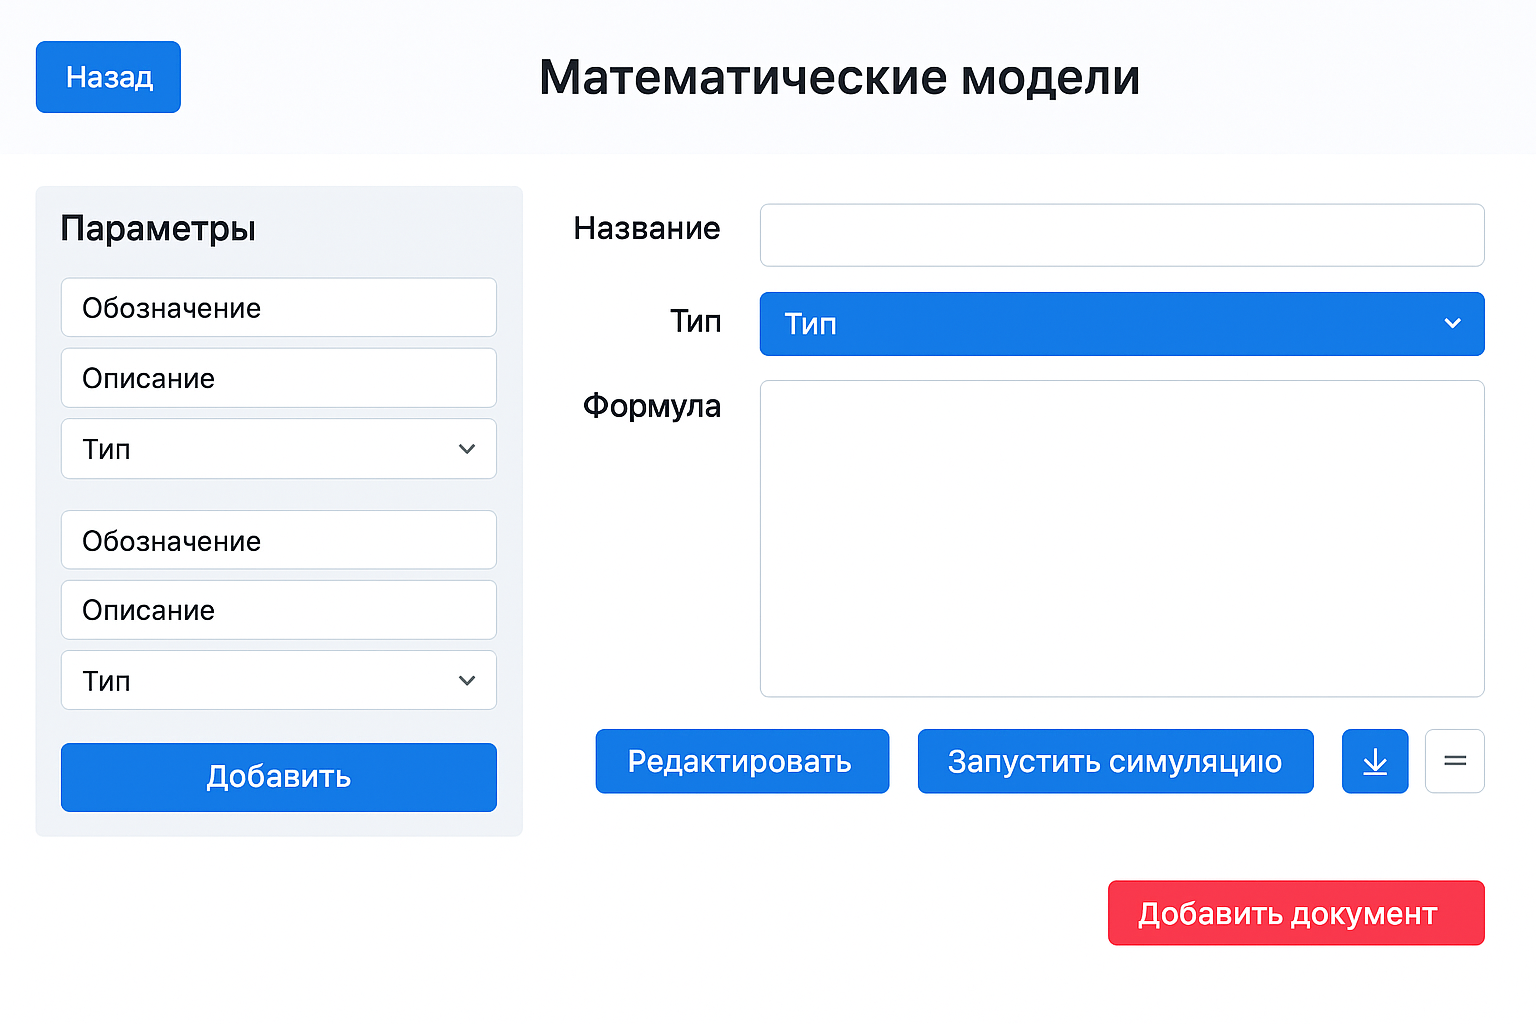 Назад
Математические модели
Параметры
Обозначение
Описание
Тип
Обозначение
Описание
Тип
Добавить
Название
Тип
Тип
Формула
Редактировать
Запустить симуляцию
Добавить документ